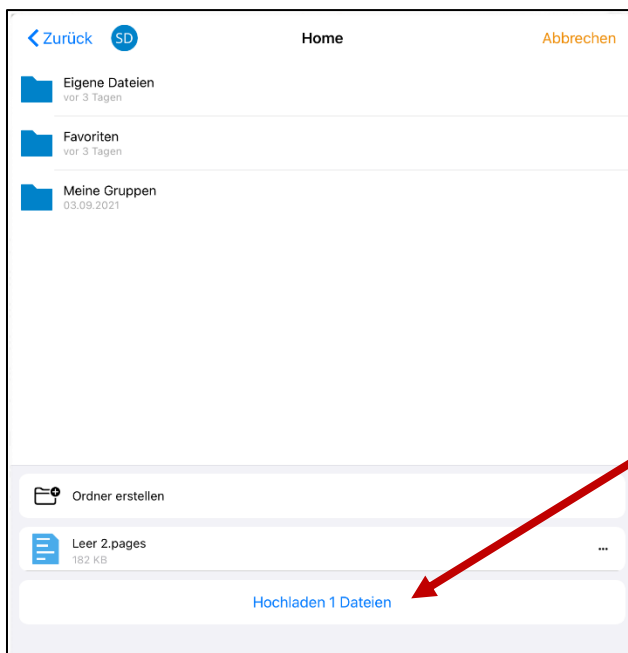 Zurück SD Home Abbrechen
Eigene Dateien
vor 3 Tagen
Favoriten
vor 3 Tagen
Meine Gruppen
03.09.2021
Ordner erstellen
Leer 2.pages
182 KB
Hochladen 1 Dateien